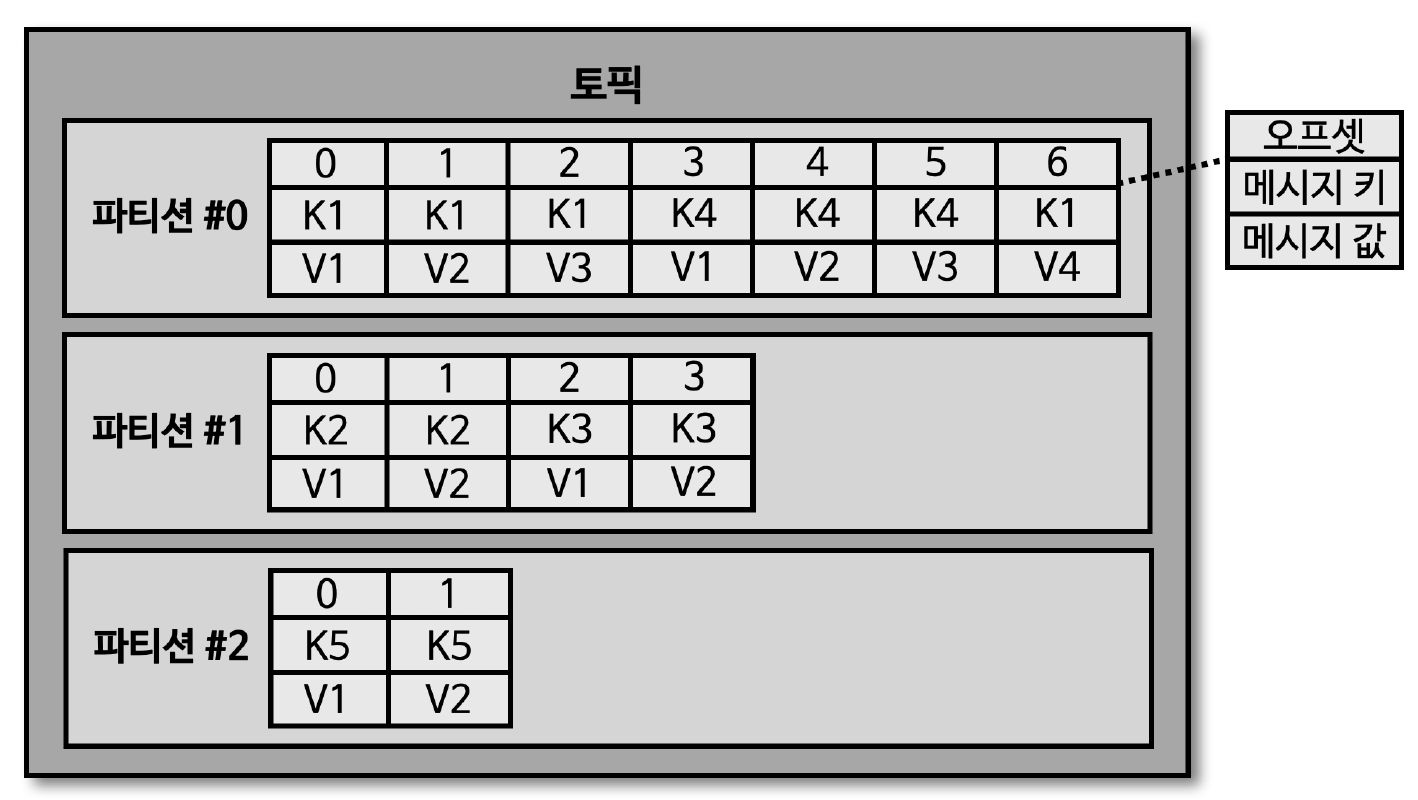 토픽
파티션 #0
0 1 2 3 4 5 6
K1 K1 K1 K4 K4 K4 K1
V1 V2 V3 V1 V2 V3 V4
오프셋
메시지 키
메시지 값
파티션 #1
0 1 2 3
K2 K2 K3 K3
V1 V2 V1 V2
파티션 #2
0 1
K5 K5
V1 V2